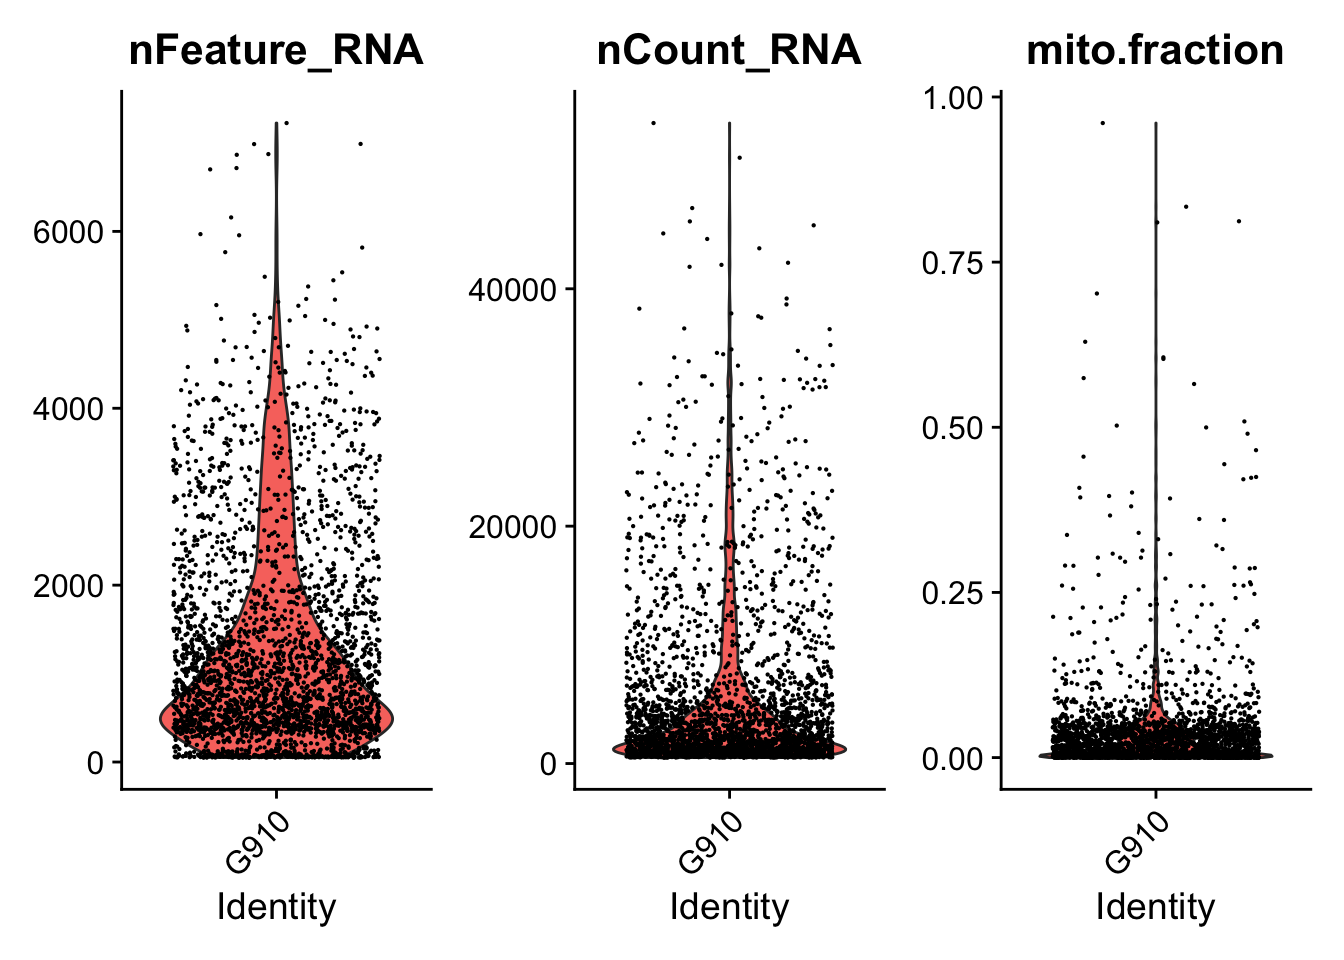 nFeature_RNA
6000
4000
2000
0
G910
Identity
nCount_RNA
40000
20000
0
G910
Identity
mito.fraction
1.00
0.75
0.50
0.25
0.00
G910
Identity